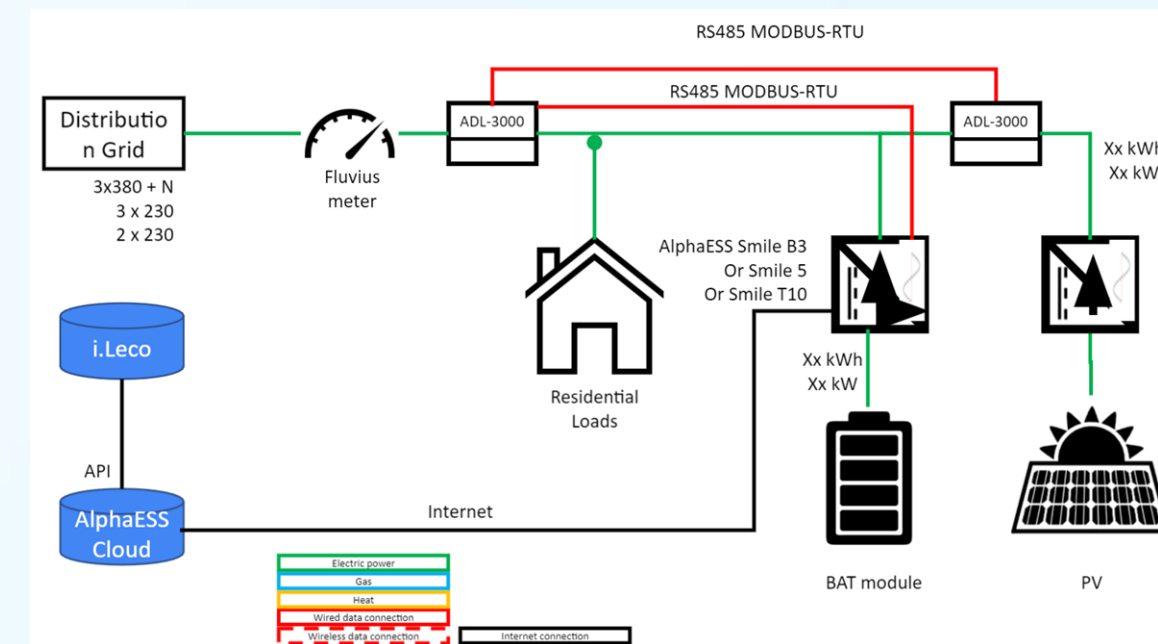 RS485 MODBUS-RTU
RS485 MODBUS-RTU
Distributio
n Grid
ADL-3000
ADL-3000
3x380 + N
3 x 230
2 x 230
Fluvius
meter
Xx kWh
Xx kW
AlphaESS Smile B3
Or Smile 5
Or Smile T10
i.Leco
Xx kWh
Xx kW
Residential
Loads
API
AlphaESS
Cloud
Internet
BAT module
PV
Electric power
Gas
Heat
Wired data connection
Wireless data connection
Internet connection